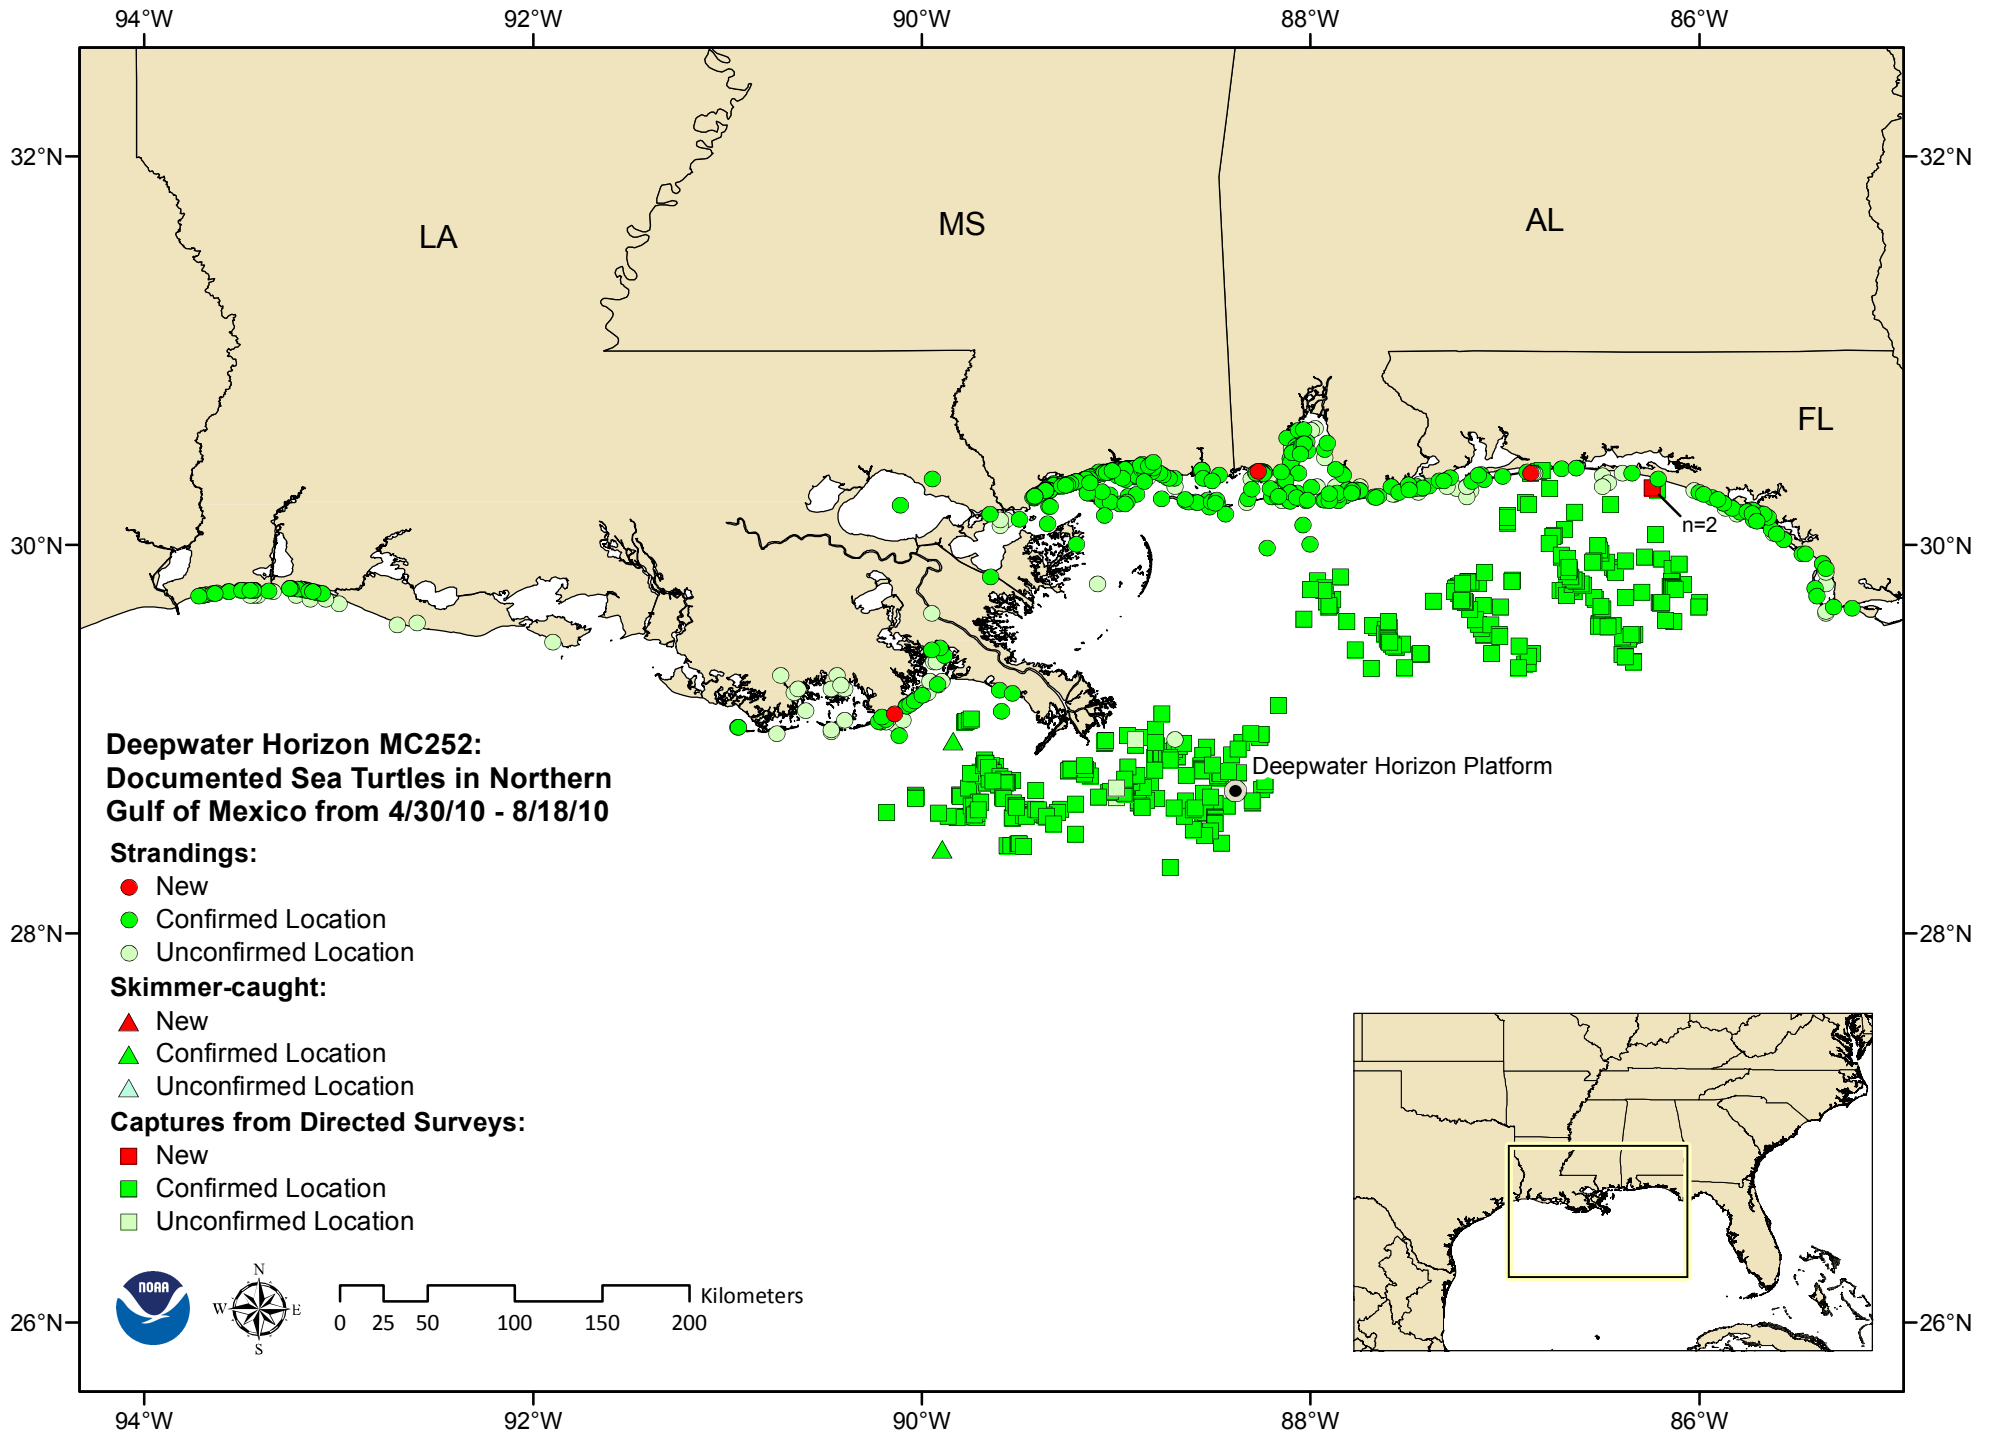 94°W 92°W 90°W 88°W 86°W
32°N 32°N
LA MS AL
FL
n=2
30°N 30°N
Deepwater Horizon Platform
Deepwater Horizon MC252:
Documented Sea Turtles in Northern
Gulf of Mexico from 4/30/10 - 8/18/10
Strandings:
New
Confirmed Location
Unconfirmed Location
28°N 28°N
Skimmer-caught:
New
Confirmed Location
Unconfirmed Location
Captures from Directed Surveys:
New
Confirmed Location
Unconfirmed Location
NOAA
N
W E
S
Kilometers
0 25 50 100 150 200
26°N 26°N
94°W 92°W 90°W 88°W 86°W